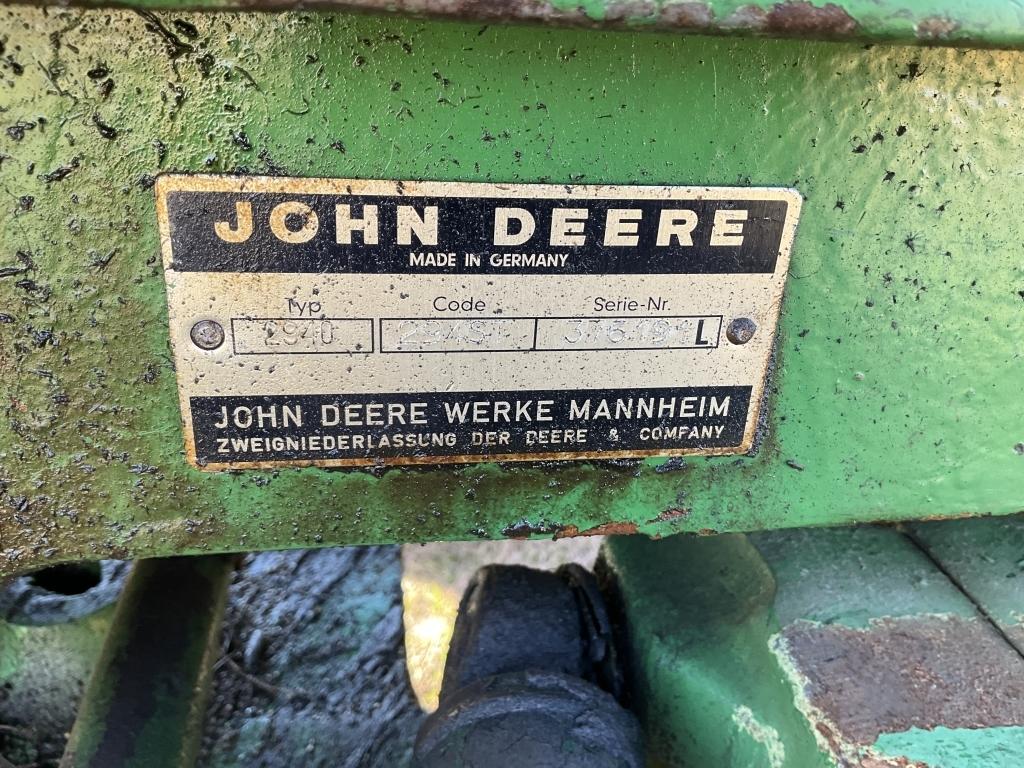 JOHN DEERE
MADE IN GERMANY
Typ Code Serie-Nr.
2940 L
JOHN DEERE WERKE MANNHEIM
ZWEIGNIEDERLASSUNG DER DEERE & COMPANY